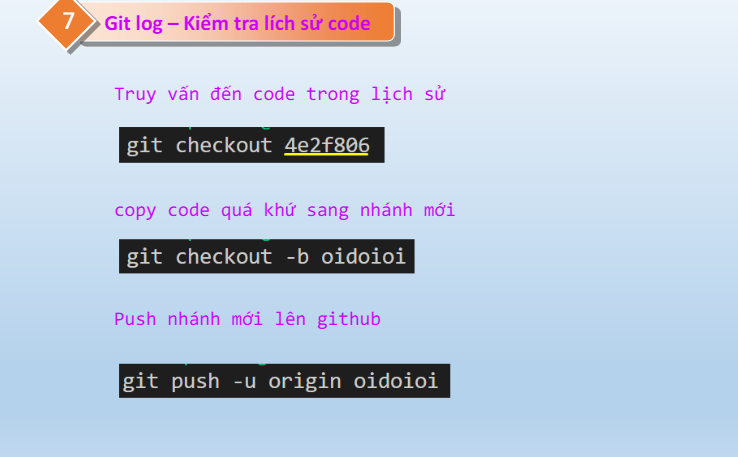 7
Git log – Kiểm tra lích sử code
Truy vấn đến code trong lịch sử
git checkout 4e2f806
copy code quá khứ sang nhánh mới
git checkout -b oidoioi
Push nhánh mới lên github
git push -u origin oidoioi